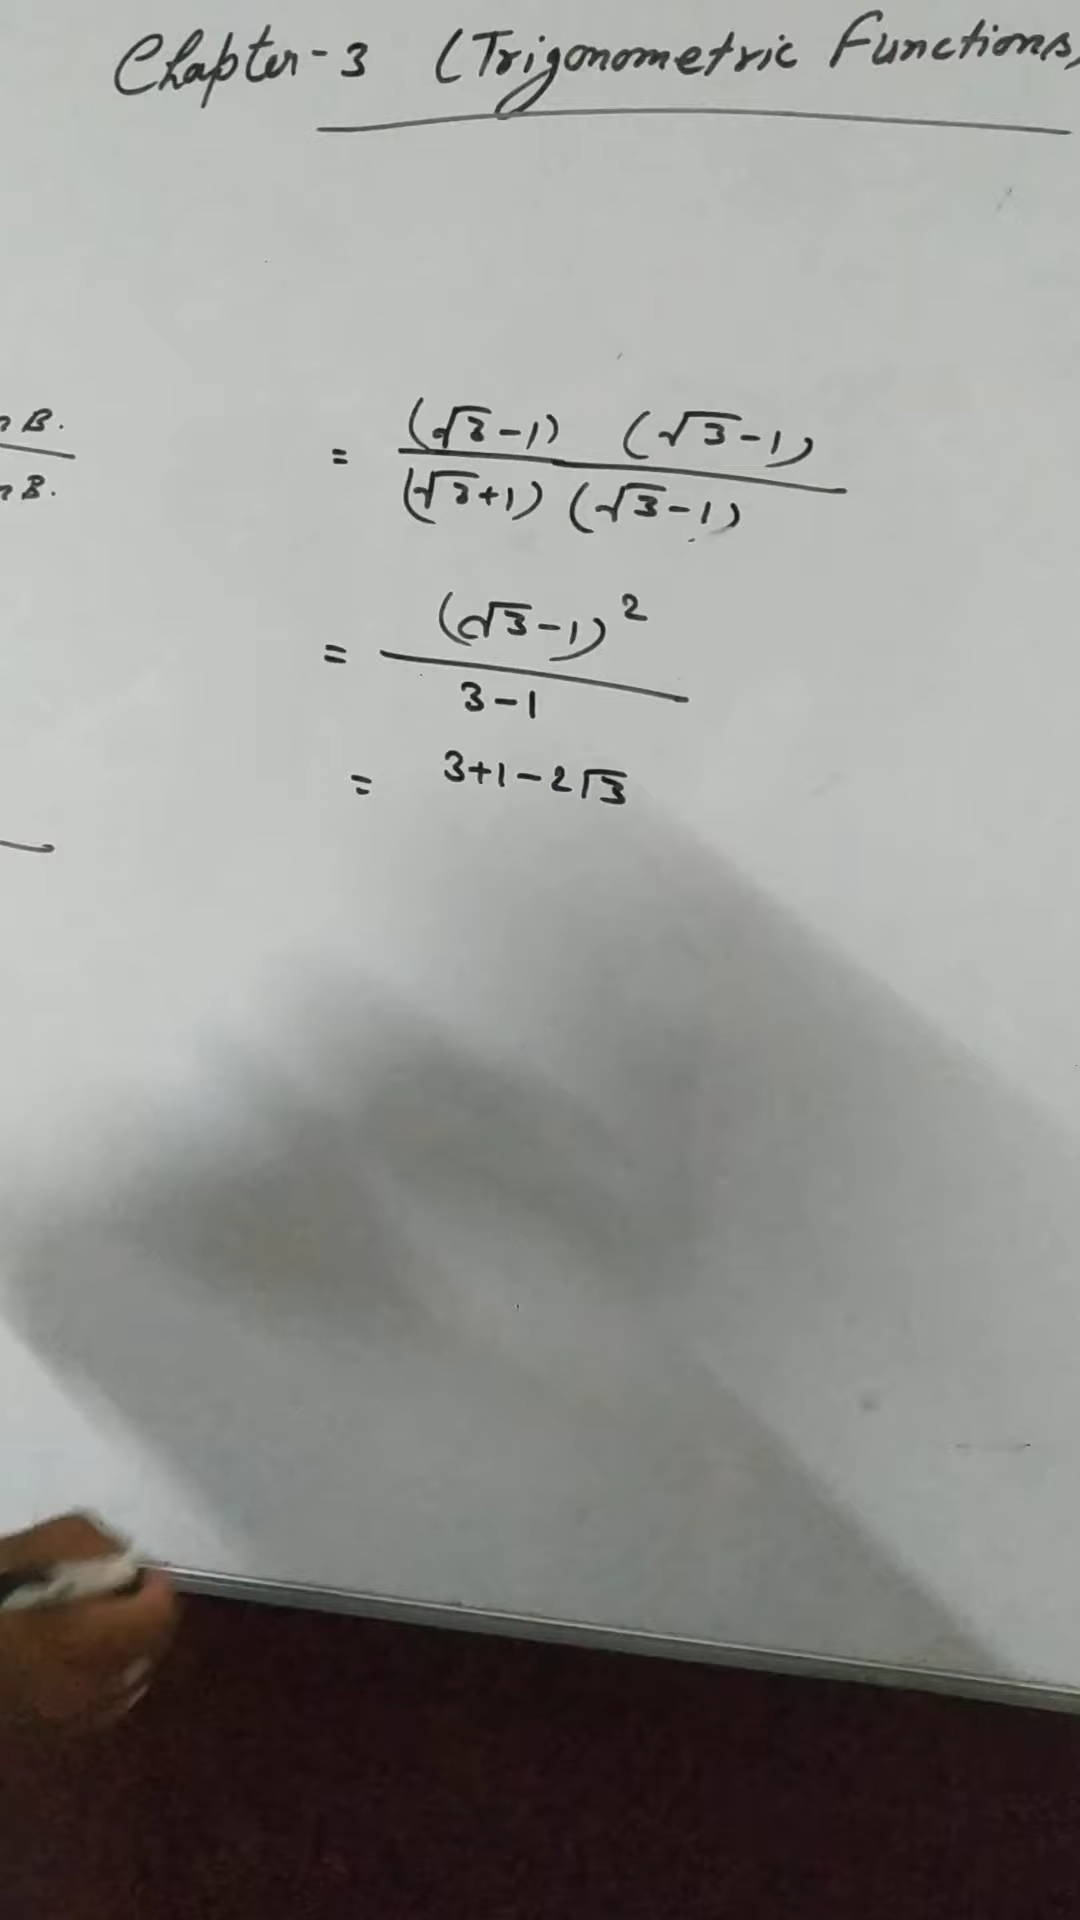 Chapter-3 (Trigonometric Functions)
n B.
n B.
= (√3-1) (√3-1)
(√3+1) (√3-1)
= (√3-1)²
3-1
= 3+1-2√3